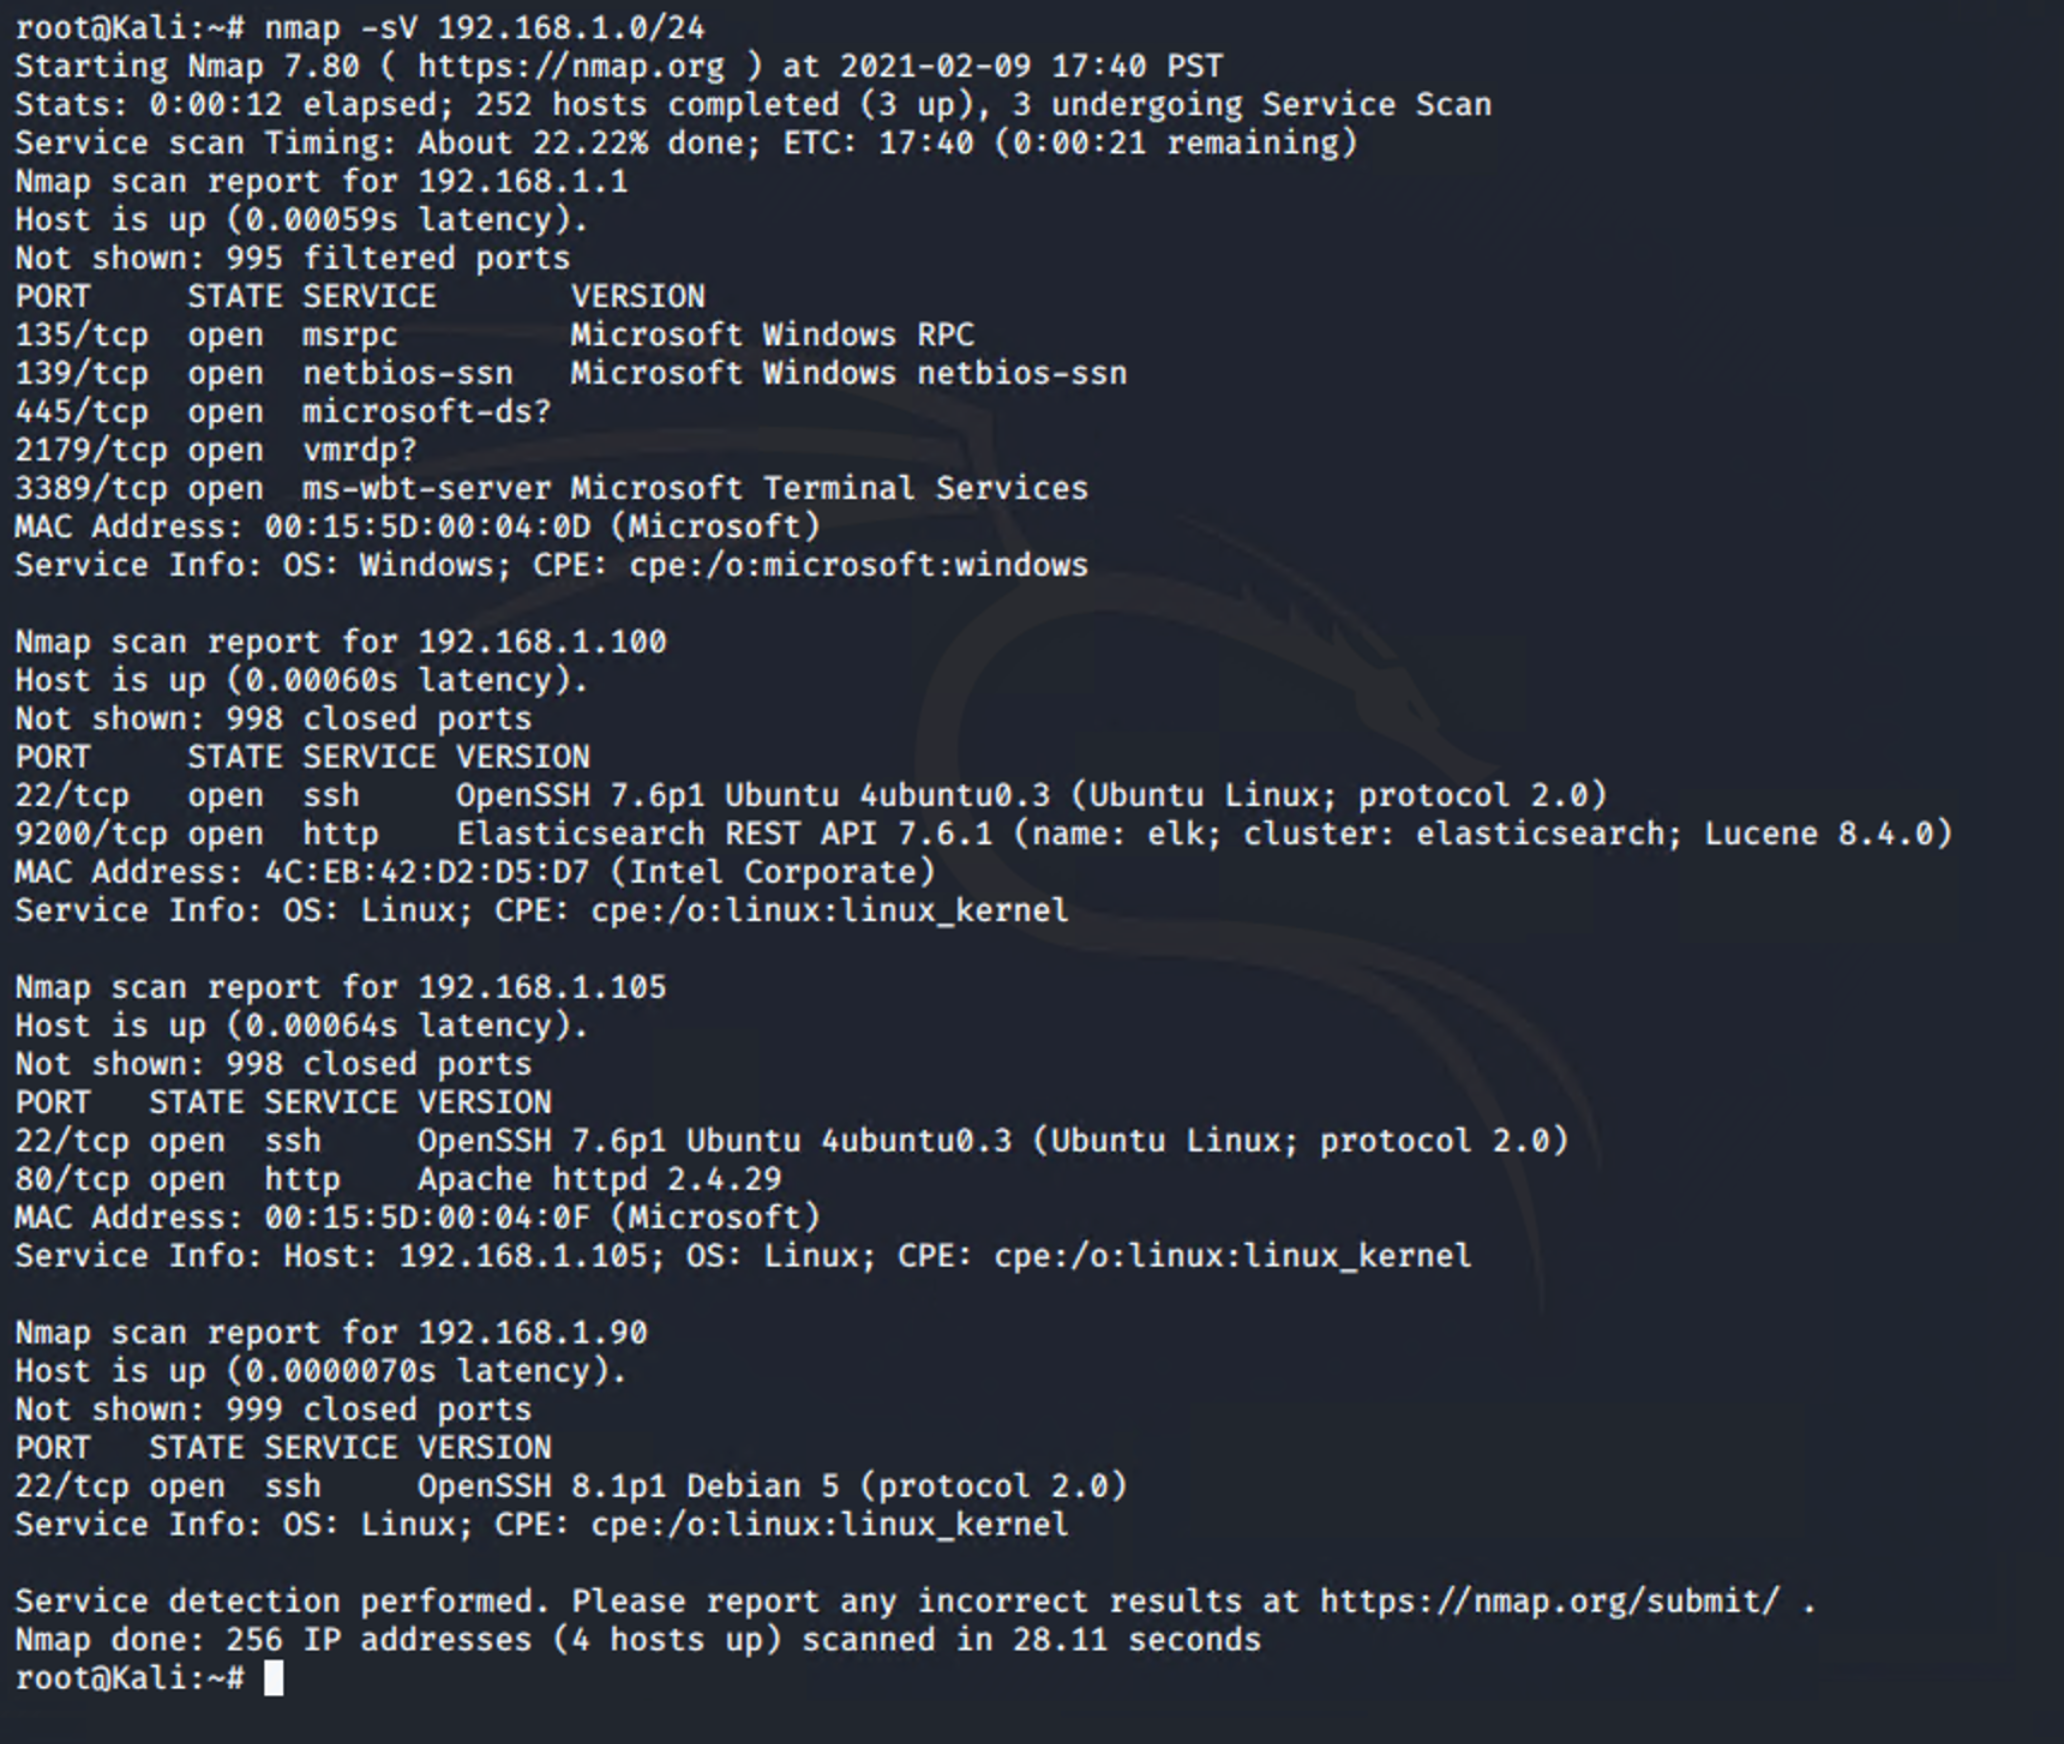 root@Kali:~# nmap -sV 192.168.1.0/24
Starting Nmap 7.80 ( https://nmap.org ) at 2021-02-09 17:40 PST
Stats: 0:00:12 elapsed; 252 hosts completed (3 up), 3 undergoing Service Scan
Service scan Timing: About 22.22% done; ETC: 17:40 (0:00:21 remaining)
Nmap scan report for 192.168.1.1
Host is up (0.00059s latency).
Not shown: 995 filtered ports
PORT     STATE SERVICE       VERSION
135/tcp  open  msrpc         Microsoft Windows RPC
139/tcp  open  netbios-ssn   Microsoft Windows netbios-ssn
445/tcp  open  microsoft-ds?
2179/tcp open  vmrdp?
3389/tcp open  ms-wbt-server Microsoft Terminal Services
MAC Address: 00:15:5D:00:04:0D (Microsoft)
Service Info: OS: Windows; CPE: cpe:/o:microsoft:windows

Nmap scan report for 192.168.1.100
Host is up (0.00060s latency).
Not shown: 998 closed ports
PORT     STATE SERVICE VERSION
22/tcp   open  ssh     OpenSSH 7.6p1 Ubuntu 4ubuntu0.3 (Ubuntu Linux; protocol 2.0)
9200/tcp open  http    Elasticsearch REST API 7.6.1 (name: elk; cluster: elasticsearch; Lucene 8.4.0)
MAC Address: 4C:EB:42:D2:D5:D7 (Intel Corporate)
Service Info: OS: Linux; CPE: cpe:/o:linux:linux_kernel

Nmap scan report for 192.168.1.105
Host is up (0.00064s latency).
Not shown: 998 closed ports
PORT   STATE SERVICE VERSION
22/tcp open  ssh     OpenSSH 7.6p1 Ubuntu 4ubuntu0.3 (Ubuntu Linux; protocol 2.0)
80/tcp open  http    Apache httpd 2.4.29
MAC Address: 00:15:5D:00:04:0F (Microsoft)
Service Info: Host: 192.168.1.105; OS: Linux; CPE: cpe:/o:linux:linux_kernel

Nmap scan report for 192.168.1.90
Host is up (0.0000070s latency).
Not shown: 999 closed ports
PORT   STATE SERVICE VERSION
22/tcp open  ssh     OpenSSH 8.1p1 Debian 5 (protocol 2.0)
Service Info: OS: Linux; CPE: cpe:/o:linux:linux_kernel

Service detection performed. Please report any incorrect results at https://nmap.org/submit/ .
Nmap done: 256 IP addresses (4 hosts up) scanned in 28.11 seconds
root@Kali:~#